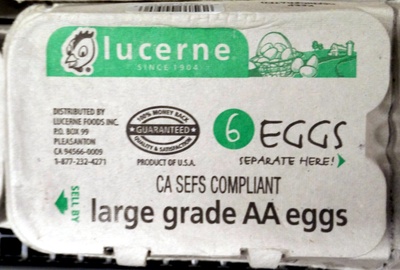 lucerne
SINCE 1904
DISTRIBUTED BY
LUCERNE FOODS INC.
P.O. BOX 99
PLEASANTON
CA 94566-0009
1-877-232-4271
100% MONEY BACK
GUARANTEED
QUALITY & SATISFACTION
PRODUCT OF U.S.A.
6 EGGS
SEPARATE HERE!
CA SEFS COMPLIANT
SELL BY
large grade AA eggs